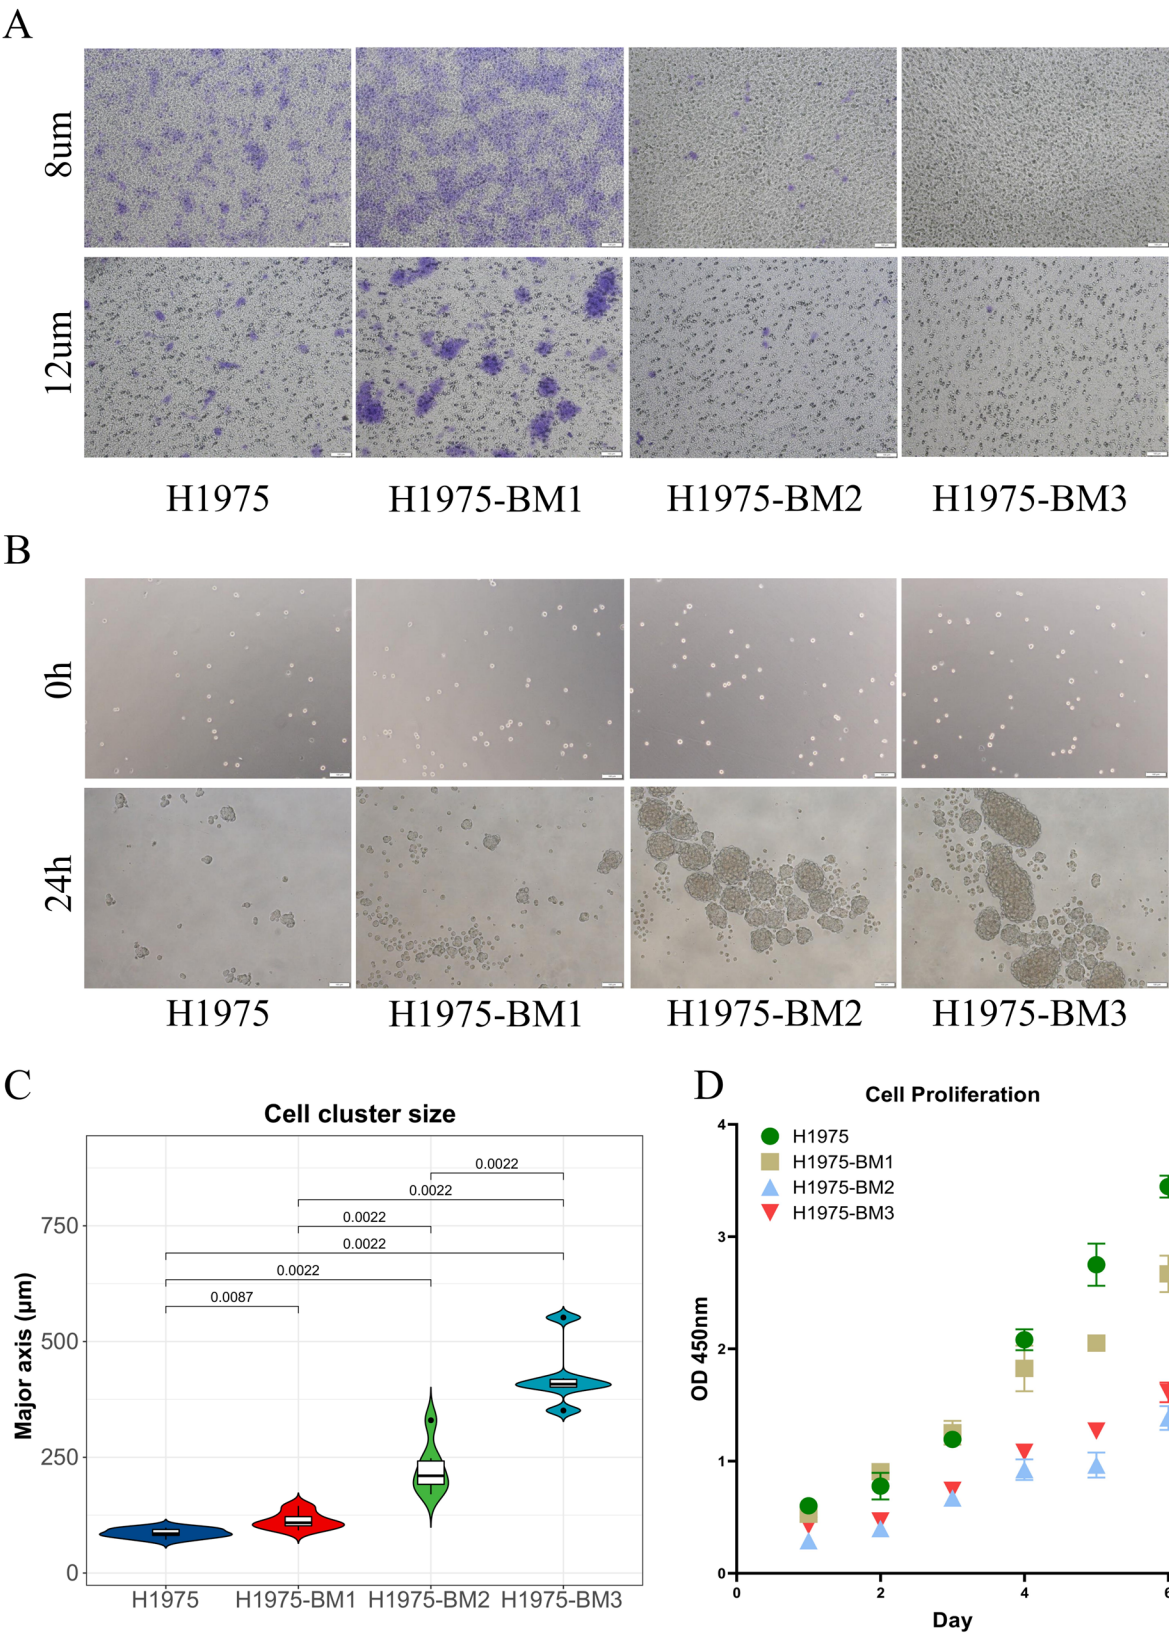 A
8um
12um
H1975
H1975-BM1
H1975-BM2
H1975-BM3
B
0h
24h
H1975
H1975-BM1
H1975-BM2
H1975-BM3
C
Cell cluster size
Major axis (μm)
750
500
250
0
0.0022
0.0022
0.0022
0.0022
0.0022
0.0087
H1975
H1975-BM1
H1975-BM2
H1975-BM3
D
Cell Proliferation
H1975
H1975-BM1
H1975-BM2
H1975-BM3
OD 450nm
4
3
2
1
0
0 2 4 6
Day